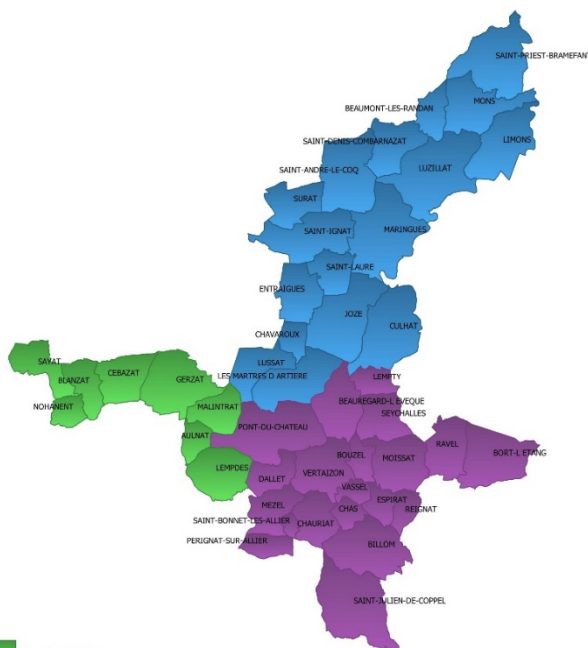 SAINT-PRIEST-BRAMEFANT
MONS
BEAUMONT-LES-RANDAN
SAINT-DENIS-COMBARNAZAT
LIMONS
SAINT-ANDRE-LE-COQ
LUZILLAT
SURAT
SAINT-IGNAT
MARINGUES
SAINT-LAURE
ENTRAIGUES
JOZE
CULHAT
CHAVAROUX
SAYAT
LUSSAT
CEBAZAT
BLANZAT
GERZAT
LES MARTRES D ARTIERE
LEMPTY
NOHANENT
MALINTRAT
BEAUREGARD-L EVEQUE
SEYCHALLES
PONT-DU-CHATEAU
AULNAT
RAVEL
BOUZEL
MOISSAT
BORT-L ETANG
LEMPDES
VERTAIZON
DALLET
VASSEL
ESPIRAT
MEZEL
CHAS
REIGNAT
SAINT-BONNET-LES-ALLIER
CHAURIAT
PERIGNAT-SUR-ALLIER
BILLOM
SAINT-JULIEN-DE-COPPEL